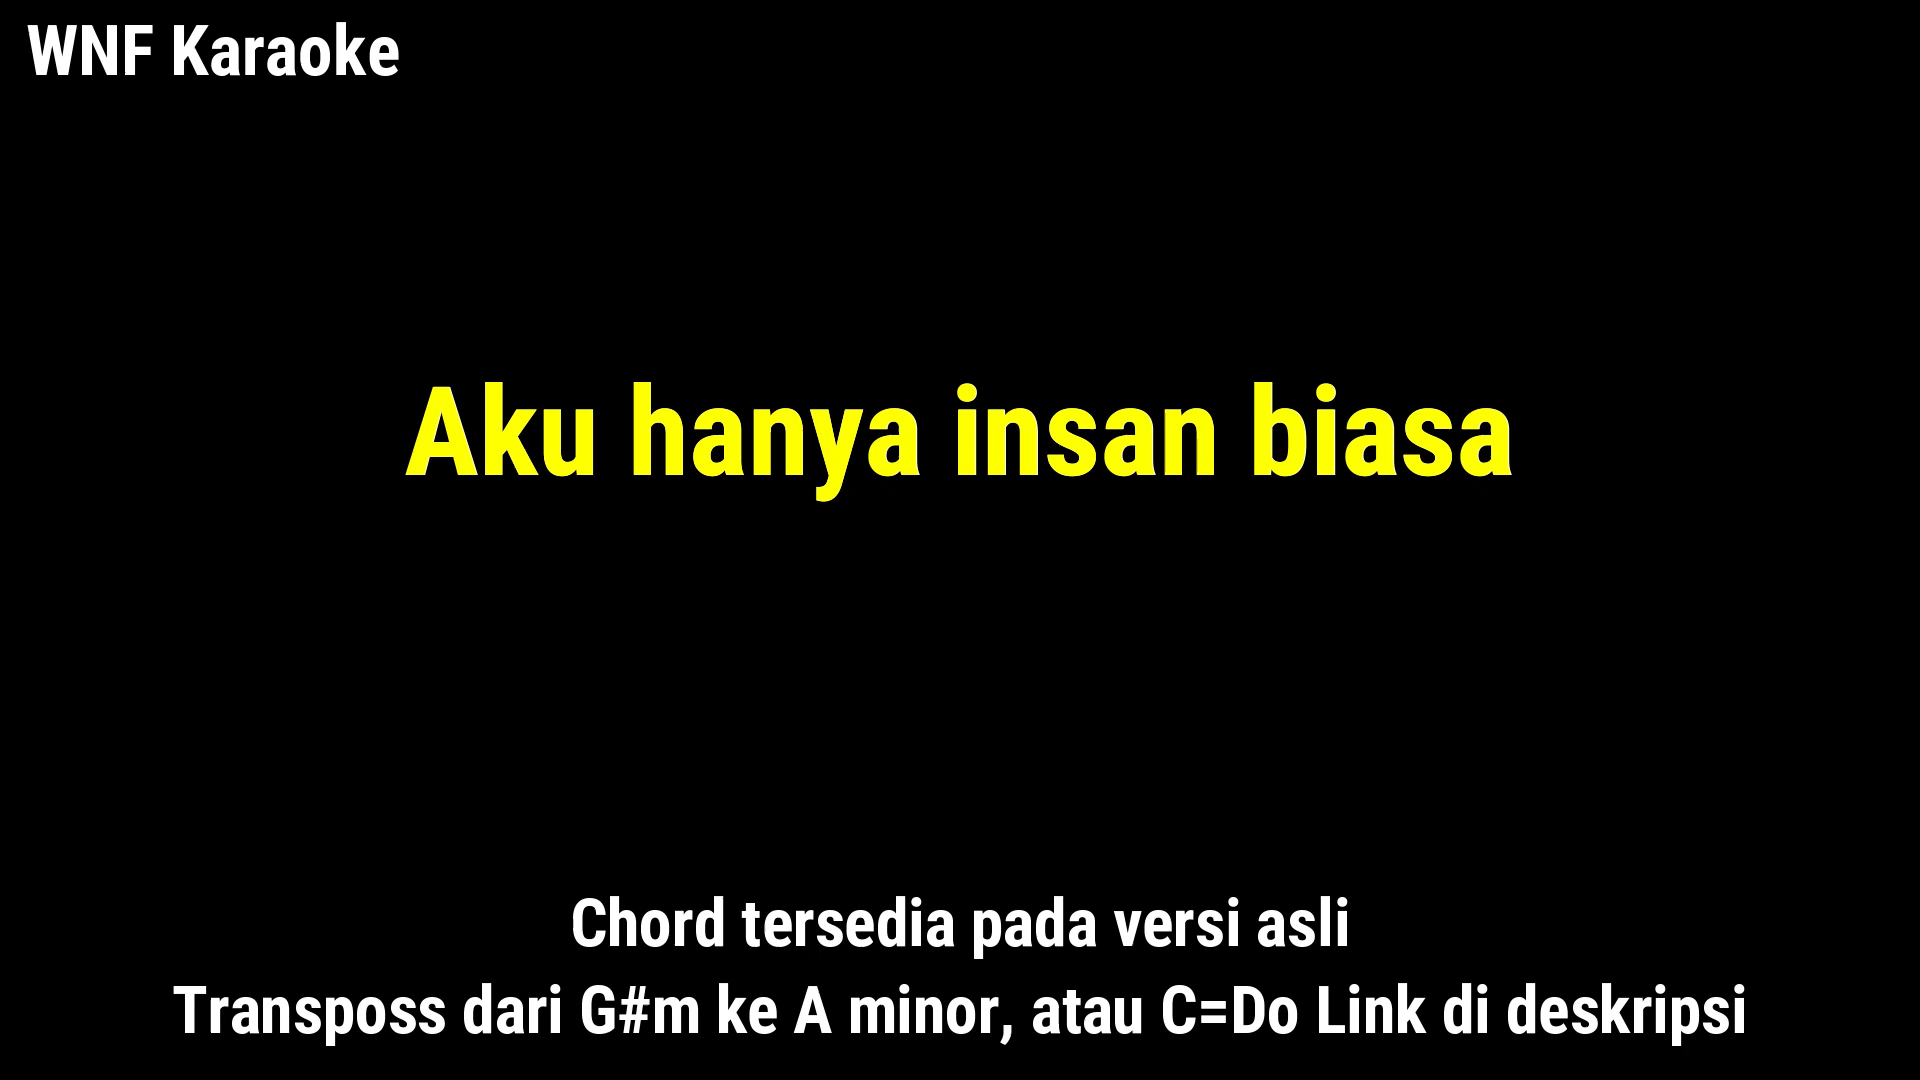 WNF Karaoke
Aku hanya insan biasa
Chord tersedia pada versi asli
Transposs dari G#m ke A minor, atau C=Do Link di deskripsi